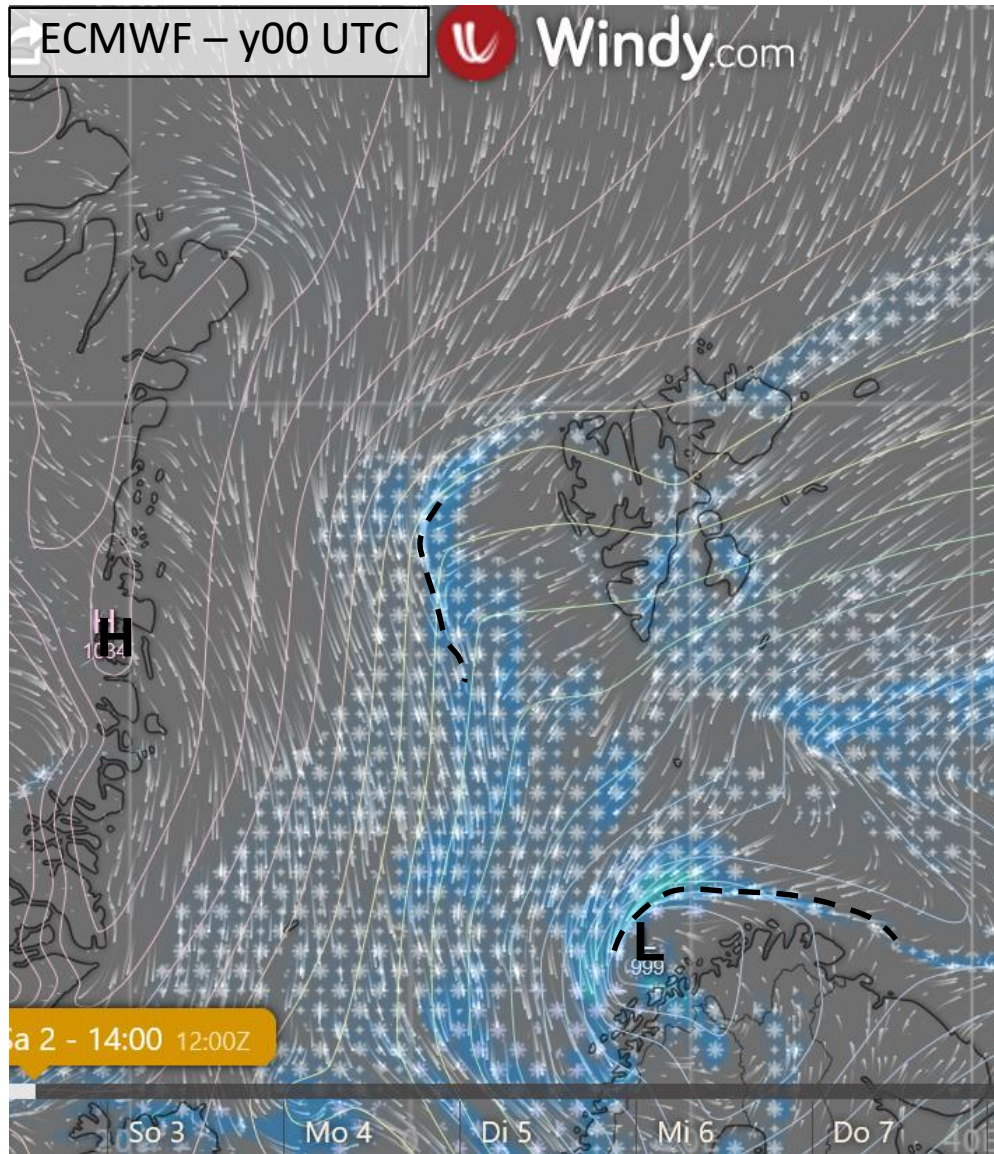 ECMWF – y00 UTC
Windy.com
H
H
1034
L
999
Sa 2 - 14:00 12:00Z
So 3
Mo 4
Di 5
Mi 6
Do 7